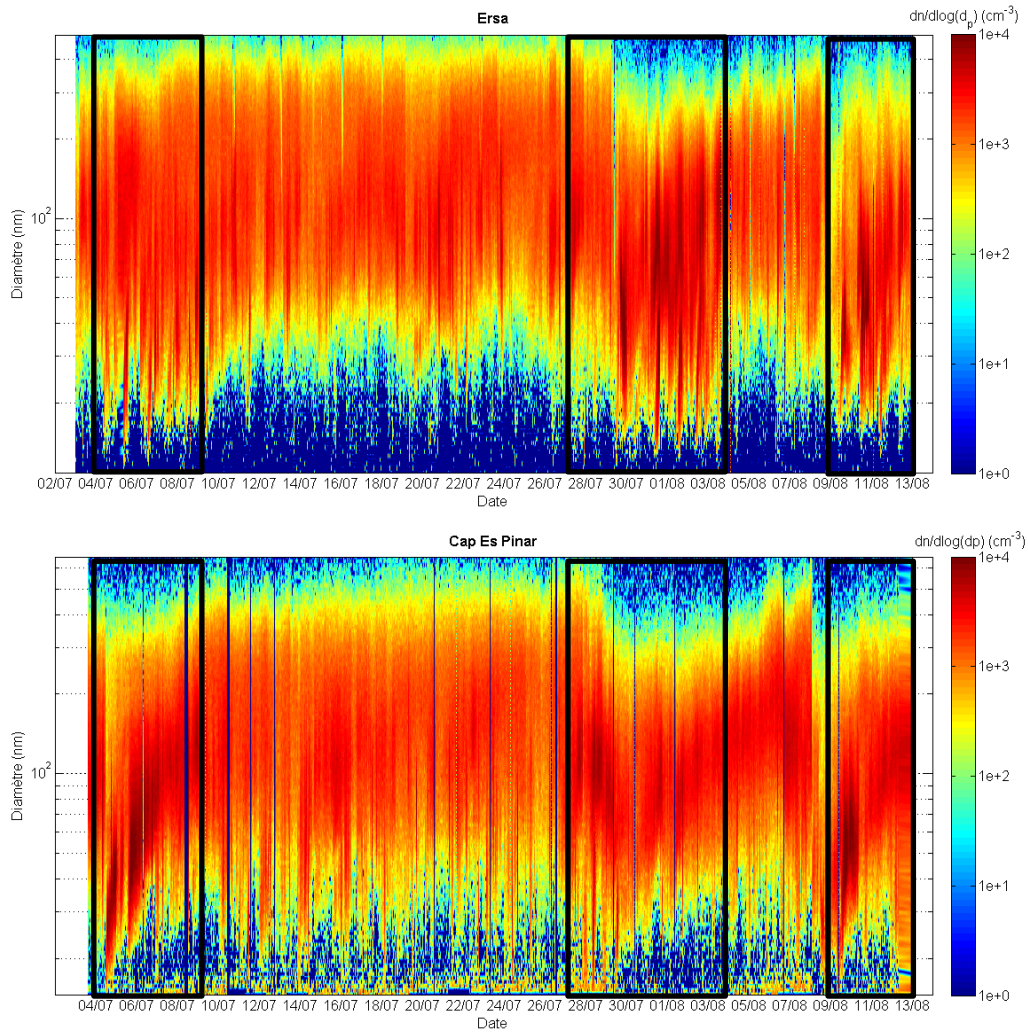 Ersa
dn/dlog(d_p) (cm⁻³)
1e+4
1e+3
1e+2
1e+1
1e+0
Diamètre (nm)
10²
02/07 04/07 06/07 08/07 10/07 12/07 14/07 16/07 18/07 20/07 22/07 24/07 26/07 28/07 30/07 01/08 03/08 05/08 07/08 09/08 11/08 13/08
Date
Cap Es Pinar
dn/dlog(dp) (cm⁻³)
1e+4
1e+3
1e+2
1e+1
1e+0
Diamètre (nm)
10²
04/07 06/07 08/07 10/07 12/07 14/07 16/07 18/07 20/07 22/07 24/07 26/07 28/07 30/07 01/08 03/08 05/08 07/08 09/08 11/08 13/08
Date